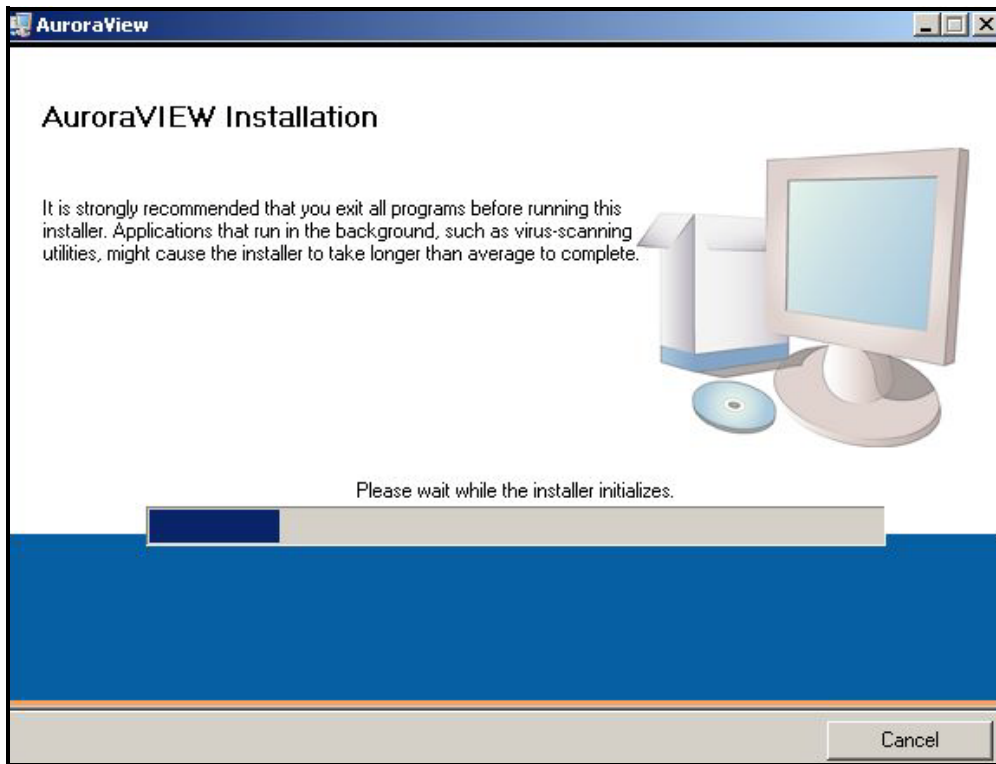 AuroraView
AuroraVIEW Installation
It is strongly recommended that you exit all programs before running this
installer. Applications that run in the background, such as virus-scanning
utilities, might cause the installer to take longer than average to complete.
Please wait while the installer initializes.
Cancel